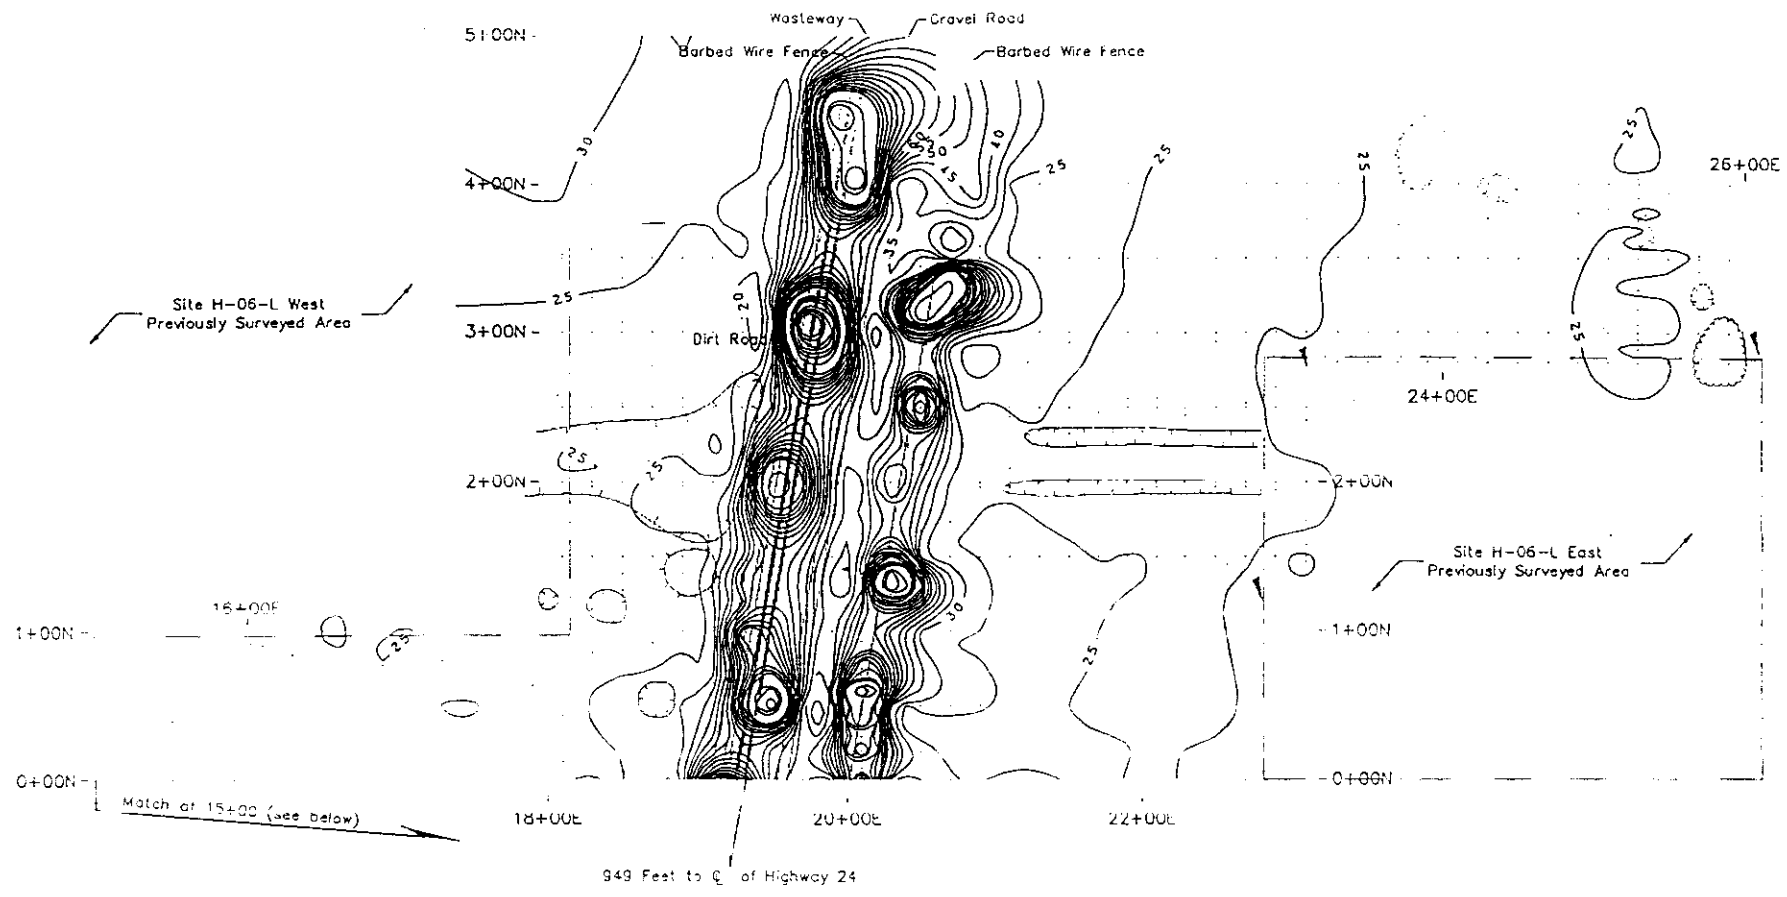 Wasteway
Gravel Road
5+00N
Barbed Wire Fence
Barbed Wire Fence
30
40
45
25
25
25
25
26+00E
4+00N
35
Site H-06-L West
Previously Surveyed Area
25
20
3+00N
Dirt Road
25
24+00E
25
25
2+00N
2+00N
Site H-06-L East
Previously Surveyed Area
16+00E
30
1+00N
25
25
1+00N
0+00N
0+00N
Match at 15+00 (see below)
18+00E
20+00E
22+00E
949 Feet to ℄ of Highway 24